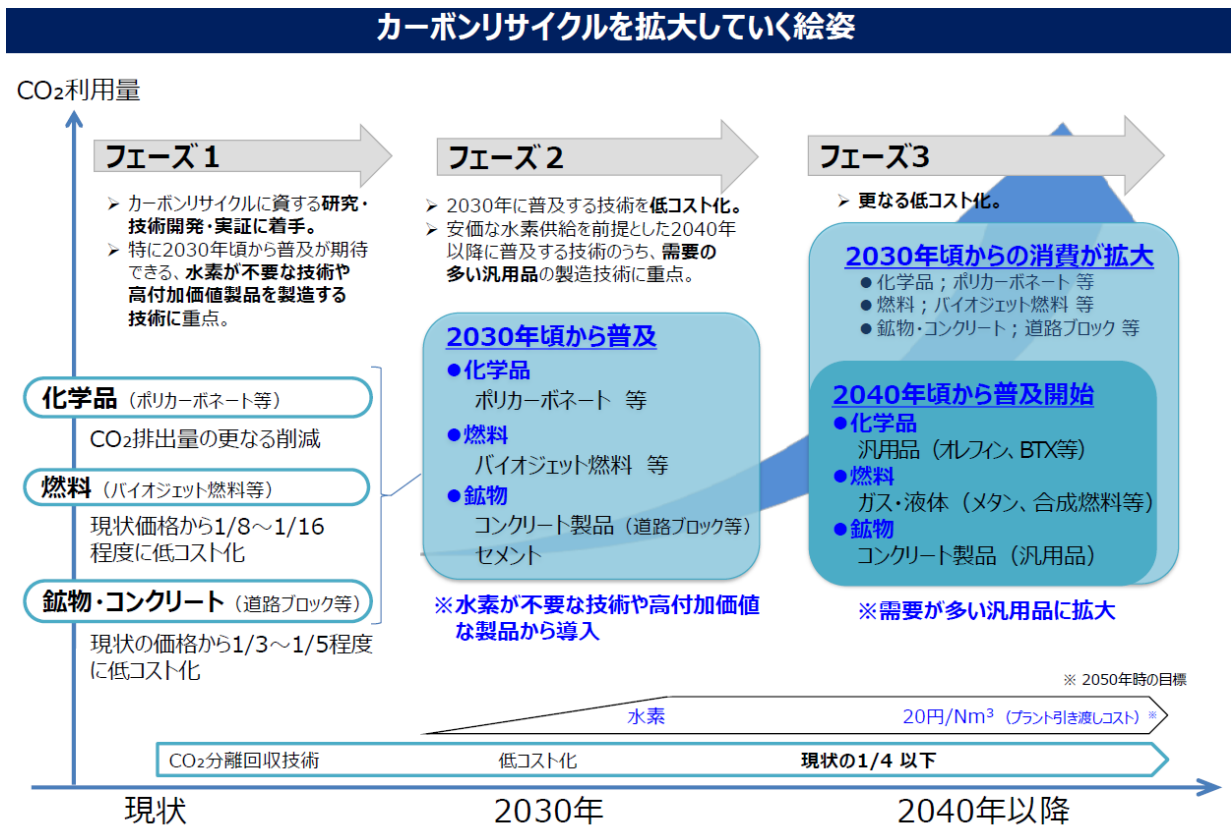 カーボンリサイクルを拡大していく絵姿
CO₂利用量
フェーズ1
➢ カーボンリサイクルに資する研究・
技術開発・実証に着手。
➢ 特に2030年頃から普及が期待
できる、水素が不要な技術や
高付加価値製品を製造する
技術に重点。
化学品（ポリカーボネート等）
CO₂排出量の更なる削減
燃料（バイオジェット燃料等）
現状価格から1/8～1/16
程度に低コスト化
鉱物・コンクリート（道路ブロック等）
現状の価格から1/3～1/5程度
に低コスト化
フェーズ2
➢ 2030年に普及する技術を低コスト化。
➢ 安価な水素供給を前提とした2040年
以降に普及する技術のうち、需要の
多い汎用品の製造技術に重点。
2030年頃から普及
●化学品
ポリカーボネート 等
●燃料
バイオジェット燃料 等
●鉱物
コンクリート製品（道路ブロック等）
セメント
※水素が不要な技術や高付加価値
な製品から導入
フェーズ3
➢ 更なる低コスト化。
2030年頃からの消費が拡大
● 化学品；ポリカーボネート 等
● 燃料；バイオジェット燃料 等
● 鉱物・コンクリート；道路ブロック 等
2040年頃から普及開始
●化学品
汎用品（オレフィン、BTX等）
●燃料
ガス・液体（メタン、合成燃料等）
●鉱物
コンクリート製品（汎用品）
※需要が多い汎用品に拡大
※ 2050年時の目標
水素 20円/Nm³（プラント引き渡しコスト）※
CO₂分離回収技術 低コスト化 現状の1/4 以下
現状 2030年 2040年以降